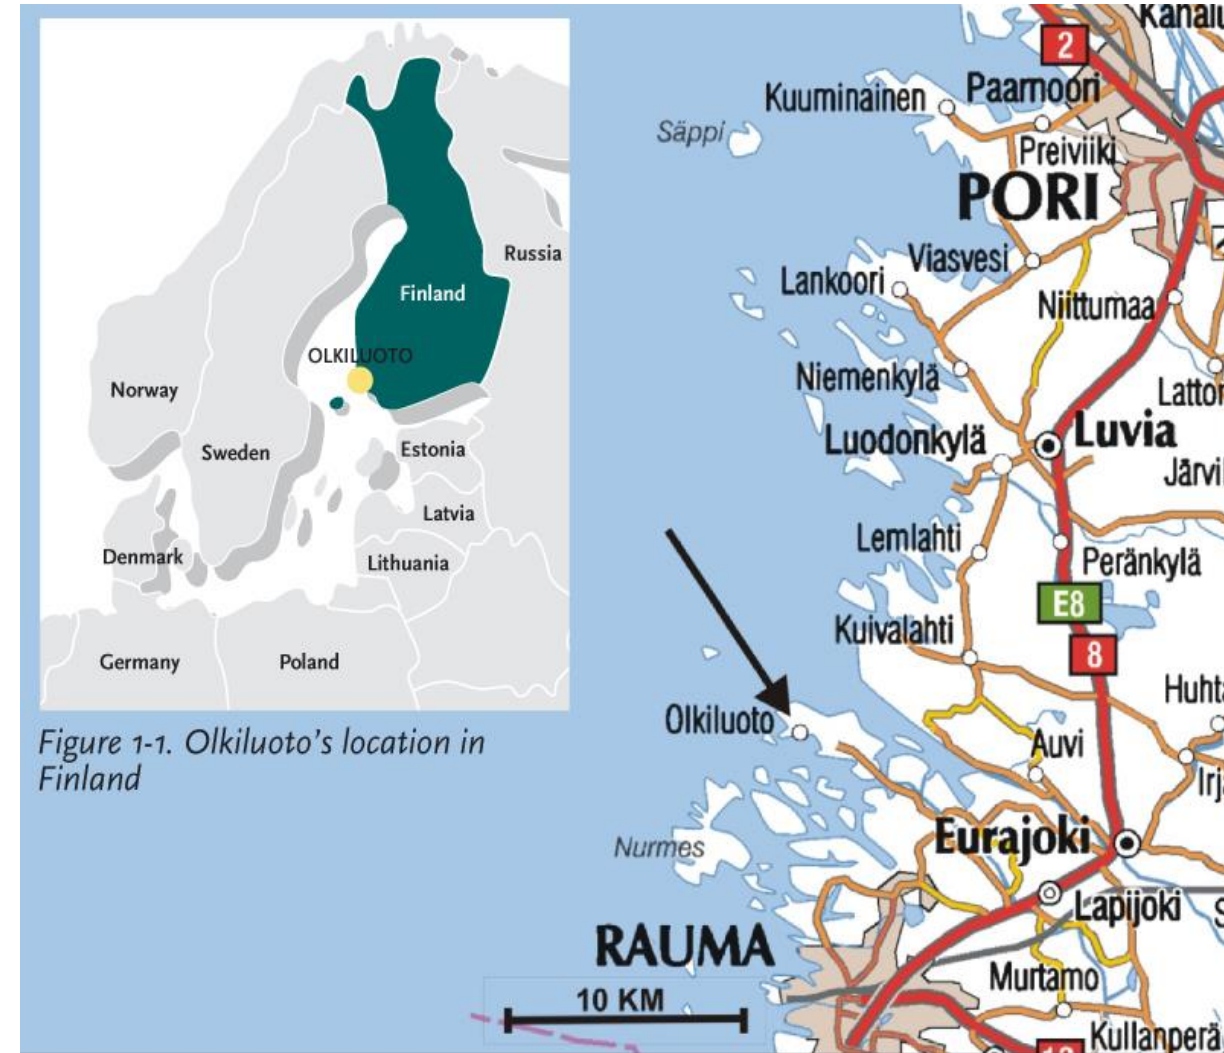 Russia
Finland
OLKILUOTO
Norway
Sweden
Estonia
Latvia
Denmark
Lithuania
Germany
Poland
Figure 1-1. Olkiluoto's location in
Finland
2
Kuuminainen
Paarnoori
Säppi
Preiviiki
PORI
Viasvesi
Lankoori
Niittumaa
Niemenkylä
Luodonkylä
Luvia
Lemlahti
Peränkylä
E8
Kuivalahti
8
Olkiluoto
Auvi
Nurmes
Eurajoki
Lapijoki
RAUMA
Murtamo
10 KM
Kullanperä